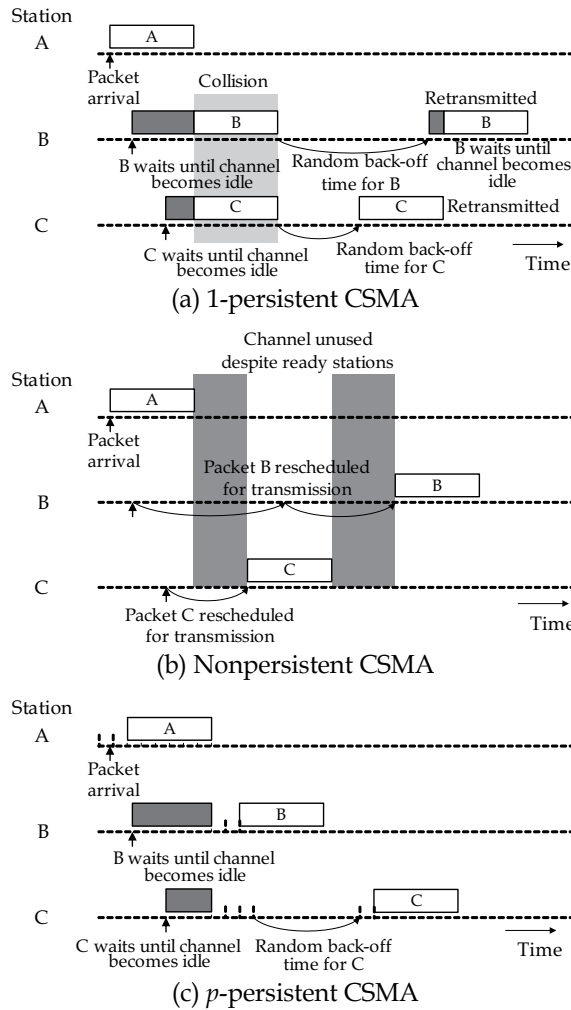 Station
A
A
Packet
arrival
Collision
Retransmitted
B
B
B
B waits until channel
becomes idle
Random back-off
time for B
B waits until
channel becomes
idle
C
C
C
Retransmitted
C waits until channel
becomes idle
Random back-off
time for C
Time
(a) 1-persistent CSMA
Channel unused
despite ready stations
Station
A
A
Packet
arrival
Packet B rescheduled
for transmission
B
B
C
C
Packet C rescheduled
for transmission
Time
(b) Nonpersistent CSMA
Station
A
A
Packet
arrival
B
B
B waits until channel
becomes idle
C
C
C waits until channel
becomes idle
Random back-off
time for C
Time
(c) p-persistent CSMA